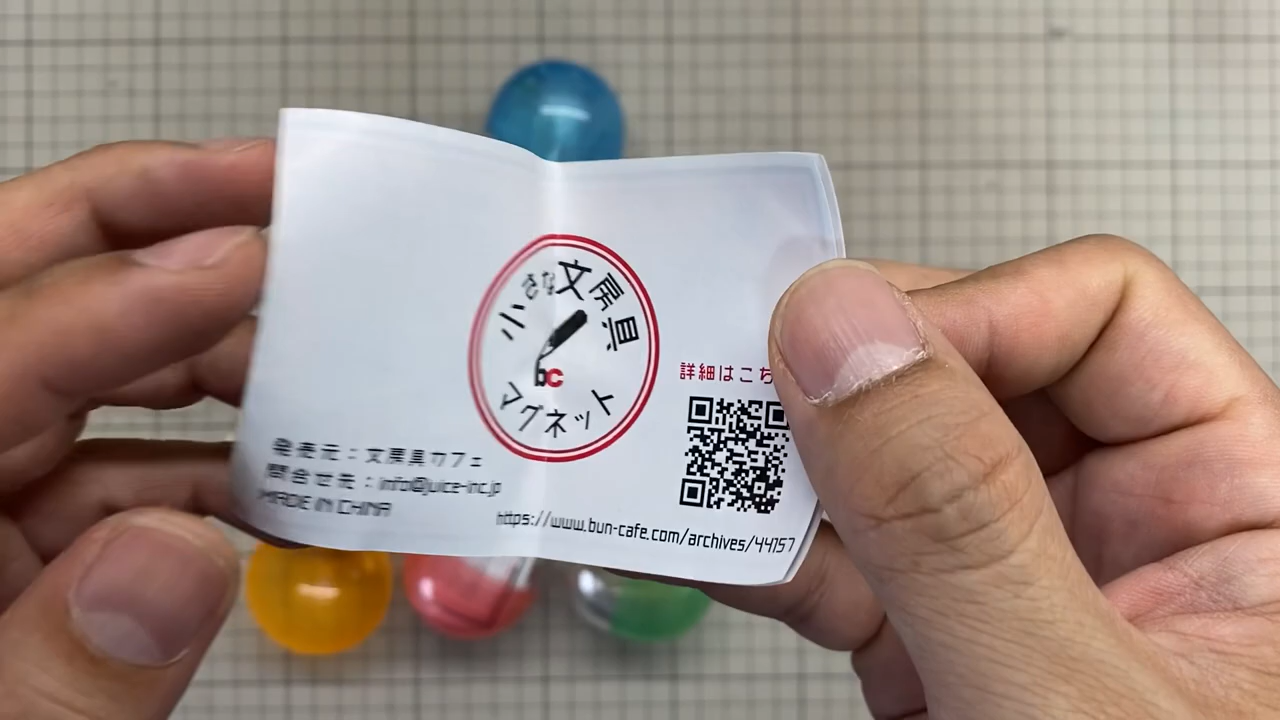 小さな文房具
bc
マグネット
詳細はこち
発売元：文房具カフェ
問合せ先：info@juice-inc.jp
MADE IN CHINA
https://www.bun-cafe.com/archives/44157